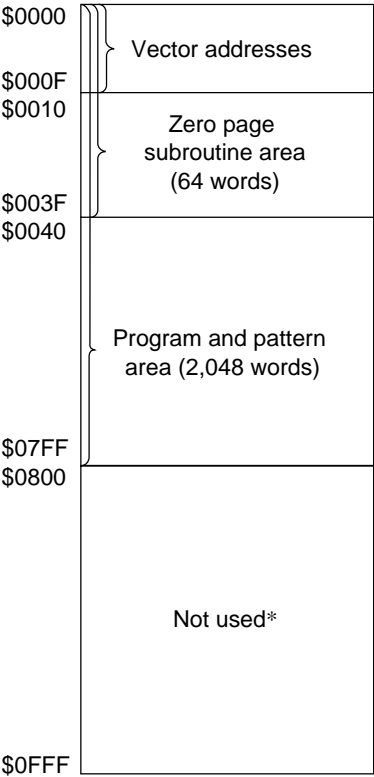 $0000
Vector addresses
$000F
$0010
Zero page
subroutine area
(64 words)
$003F
$0040
Program and pattern
area (2,048 words)
$07FF
$0800
Not used*
$0FFF